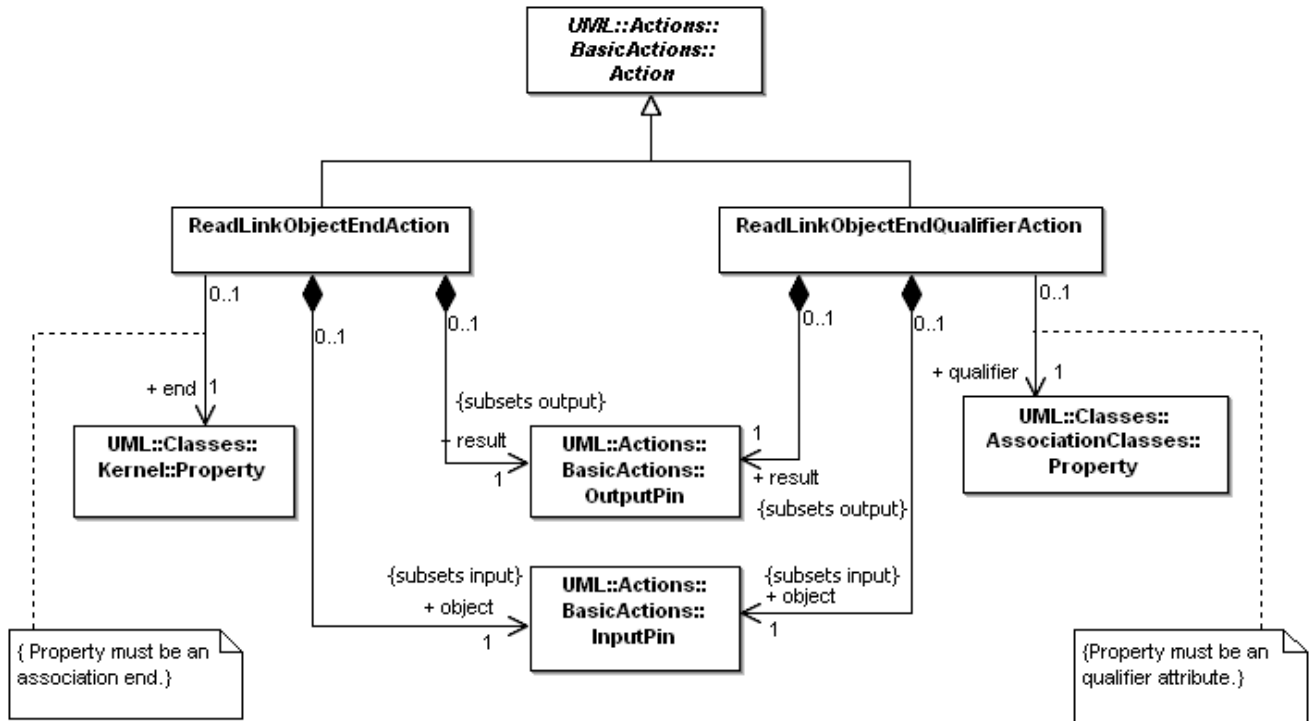 UML::Actions::
BasicActions::
Action
ReadLinkObjectEndAction
ReadLinkObjectEndQualifierAction
0..1
0..1
0..1
0..1
0..1
0..1
+ end
1
{subsets output}
+ result
1
1
+ result
{subsets output}
+ qualifier
1
UML::Classes::
Kernel::Property
UML::Actions::
BasicActions::
OutputPin
UML::Classes::
AssociationClasses::
Property
{subsets input}
+ object
1
UML::Actions::
BasicActions::
InputPin
{subsets input}
+ object
1
{ Property must be an
association end.}
{Property must be an
qualifier attribute.}